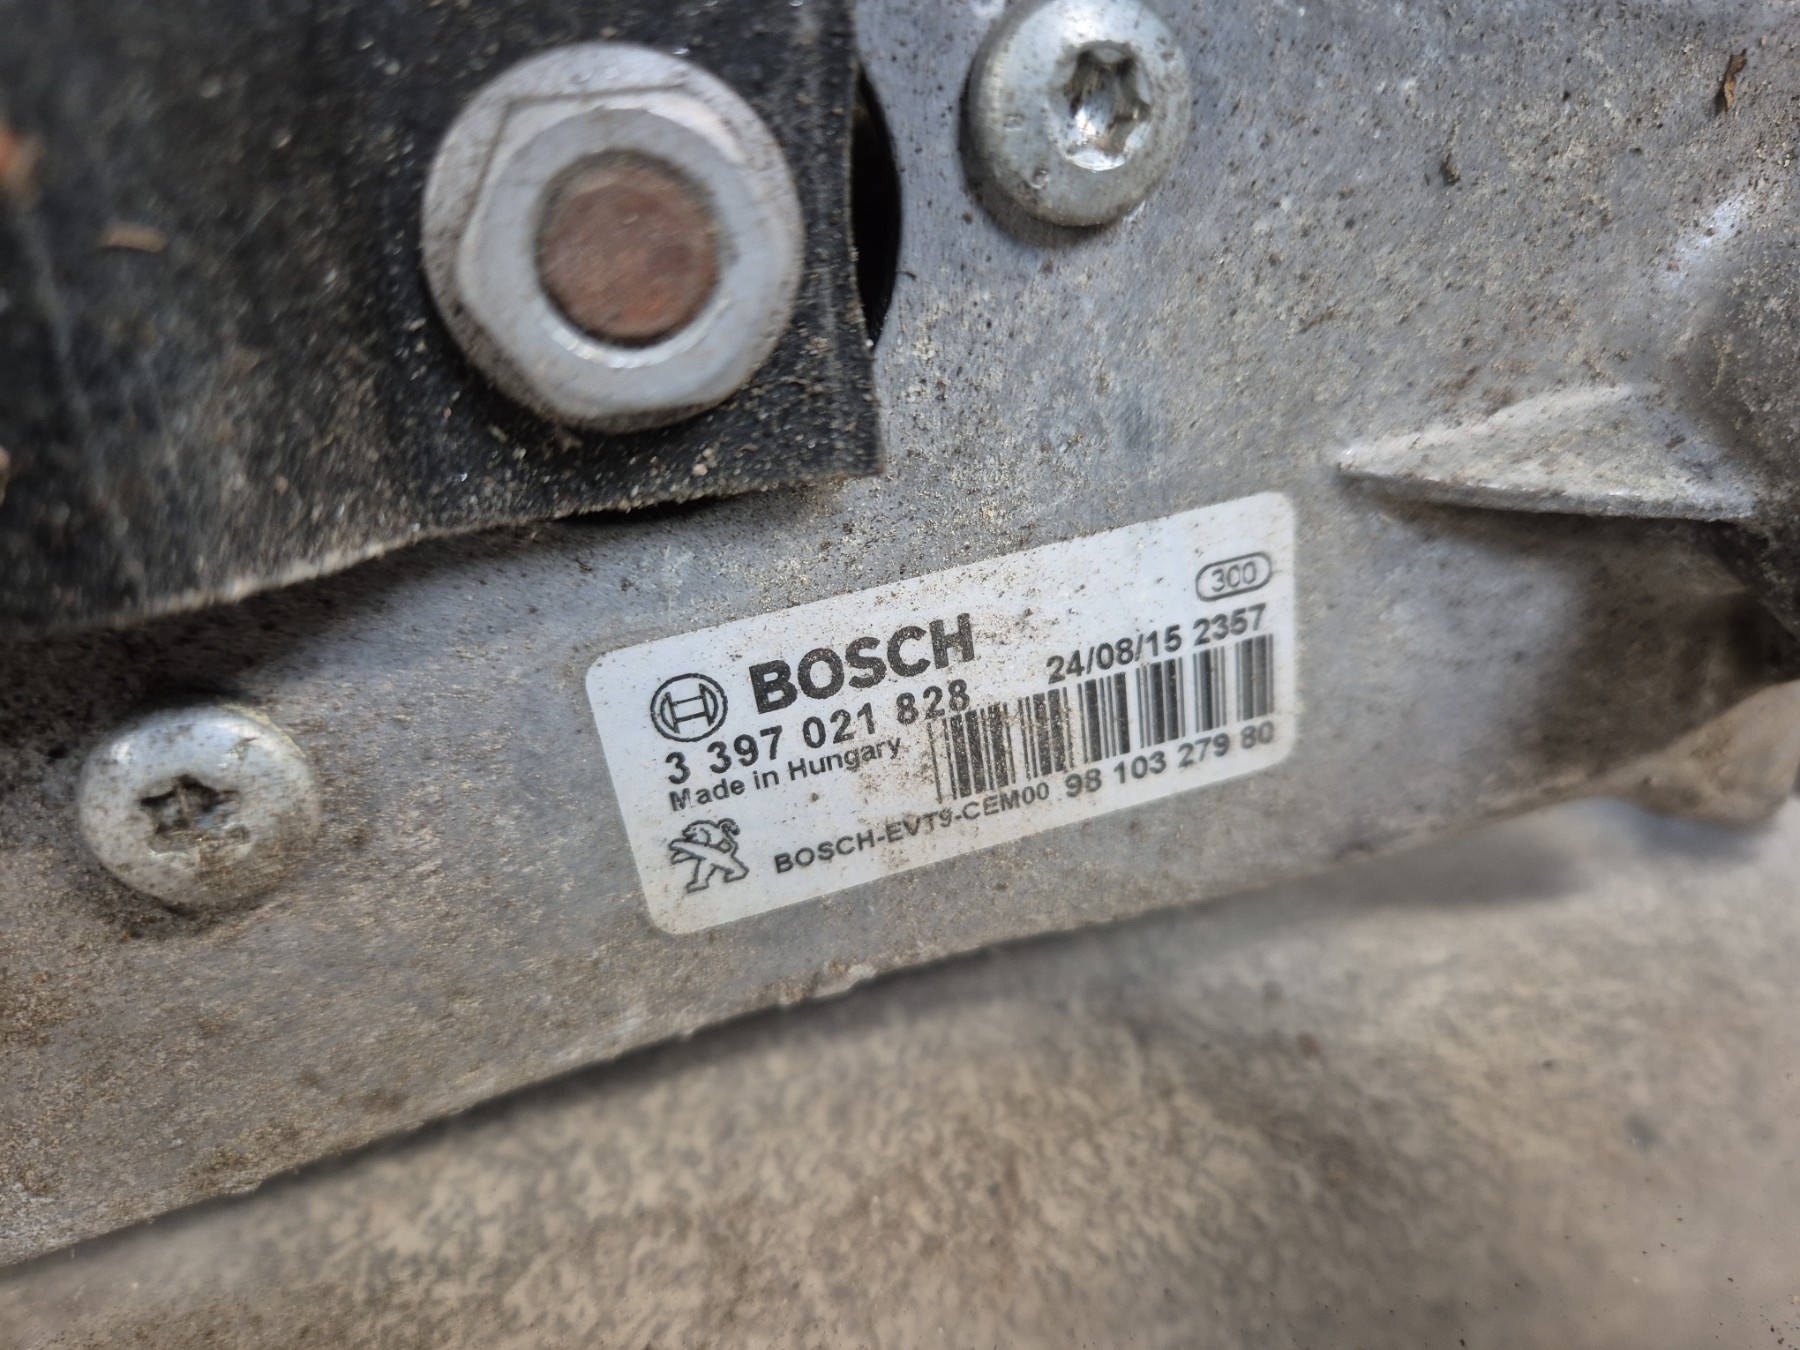 300
BOSCH 24/08/15 2357
3 397 021 828
Made in Hungary
BOSCH-EVT9-CEM00 98 103 279 80